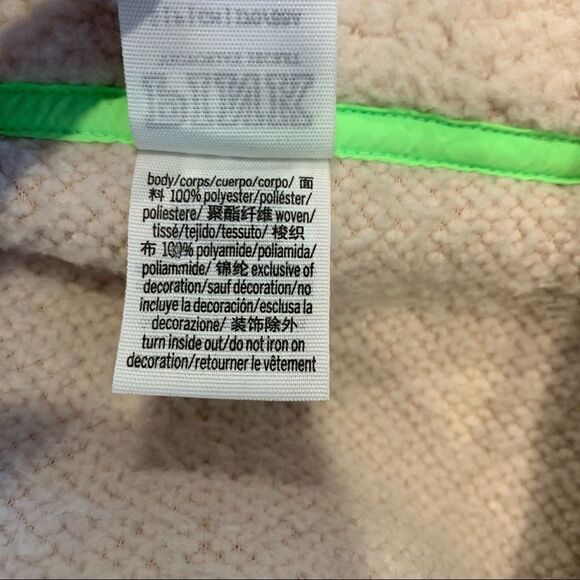 body/corps/cuerpo/corpo/ 面
料 100% polyester/poliéster/
poliestere/ 聚酯纤维 woven/
tissé/tejido/tessuto/ 梭织
布 100% polyamide/poliamida/
poliammide/ 锦纶 exclusive of
decoration/sauf décoration/no
incluye la decoración/esclusa la
decorazione/ 装饰除外
turn inside out/do not iron on
decoration/retourner le vêtement